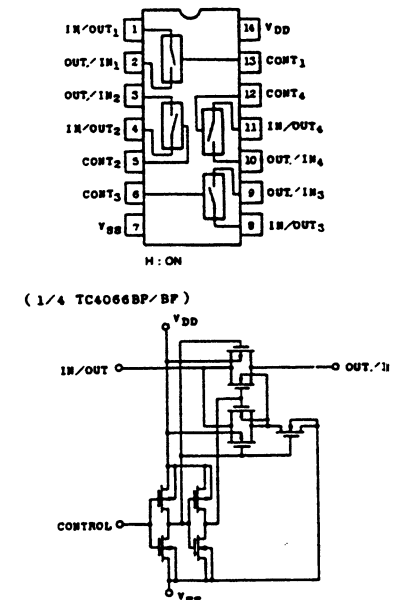 IN/OUT1 1 14 VDD
OUT/IN1 2 13 CONT1
OUT/IN2 3 12 CONT4
IN/OUT2 4 11 IN/OUT4
CONT2 5 10 OUT/IN4
CONT3 6 9 OUT/IN3
VSS 7 8 IN/OUT3
H : ON
( 1/4 TC4066BP/BF )
VDD
IN/OUT OUT/I
CONTROL